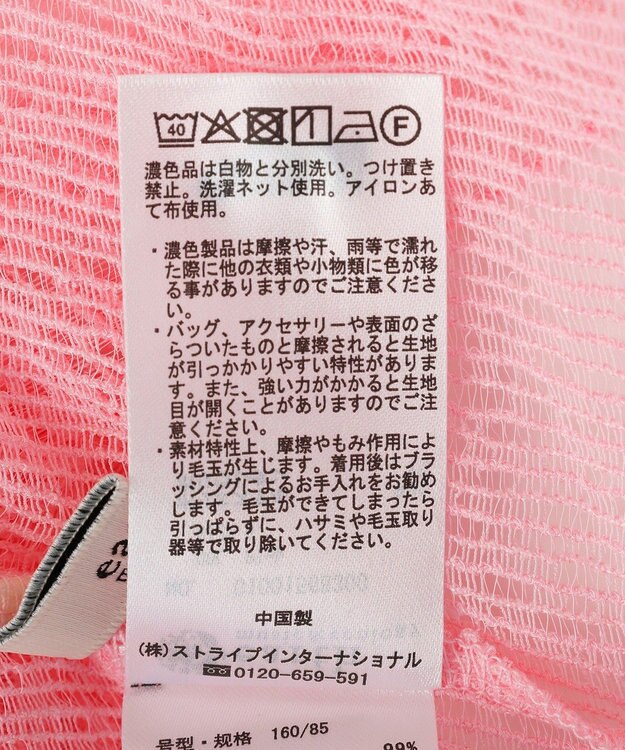 40
F
濃色品は白物と分別洗い。つけ置き
禁止。洗濯ネット使用。アイロンあ
て布使用。
・濃色製品は摩擦や汗、雨等で濡れ
た際に他の衣類や小物類に色が移
る事がありますのでご注意くださ
い。
・バッグ、アクセサリーや表面のざ
らついたものと摩擦されると生地
が引っかかりやすい特性がありま
す。また、強い力がかかると生地
目が開くことがありますのでご注
意ください。
・素材特性上、摩擦やもみ作用によ
り毛玉が生じます。着用後はブラ
ッシングによるお手入れをお勧め
します。毛玉ができてしまったら
引っぱらずに、ハサミや毛玉取り
器等で取り除いてください。
中国製
(株)ストライプインターナショナル
0120-659-591
号型・规格 160/85
99%